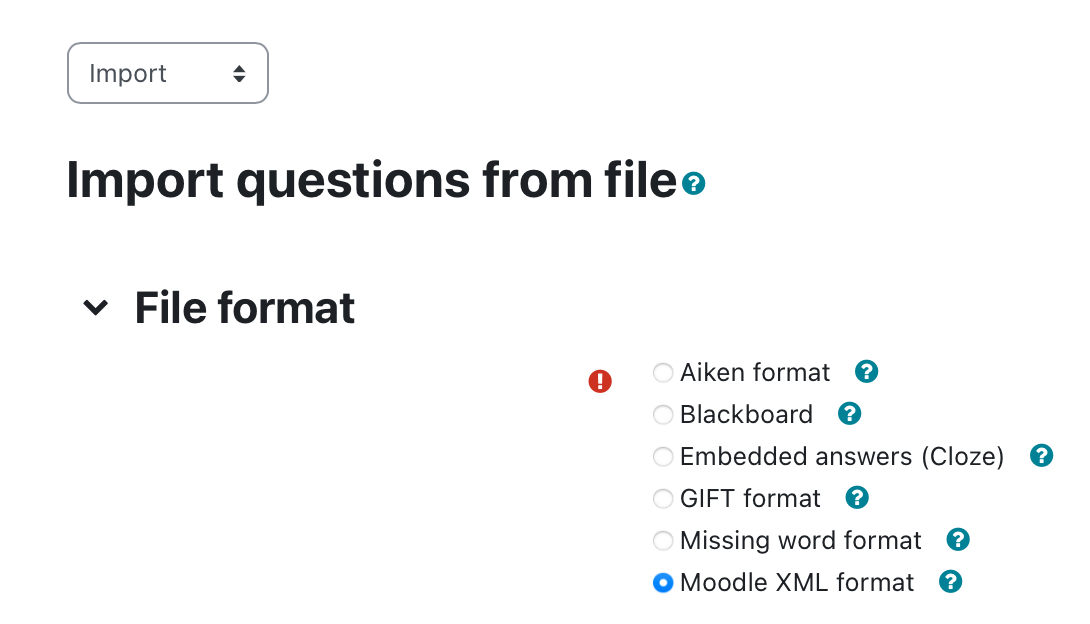 Import
Import questions from file
File format
Aiken format
Blackboard
Embedded answers (Cloze)
GIFT format
Missing word format
Moodle XML format